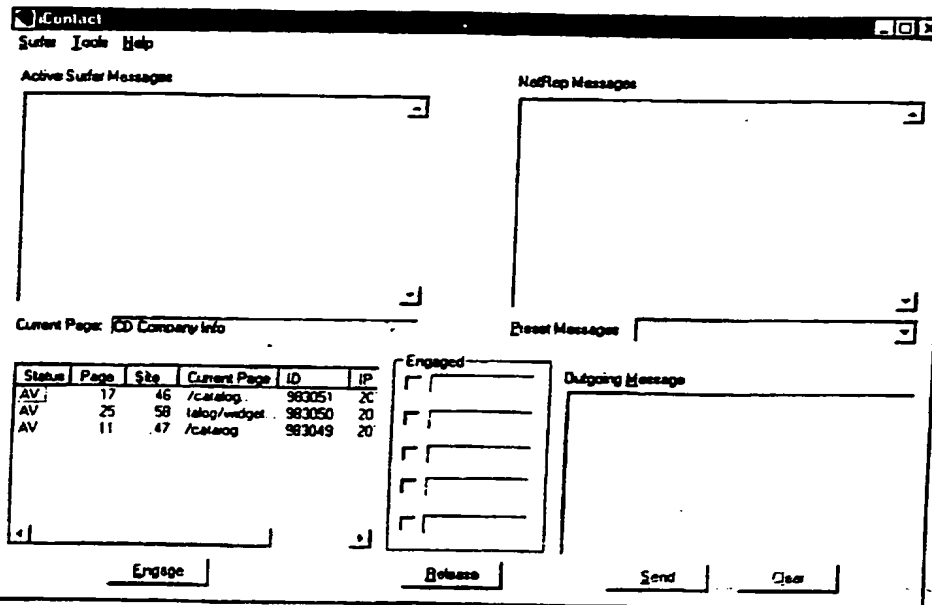 iContact
Surfer Tools Help
Active Surfer Messages
NetRep Messages
Current Page: CD Company Info
Preset Messages
Status Page Site Current Page ID IP
AV 17 46 /catalog.. 983051 20
AV 25 58 talog/widget.. 983050 20
AV 11 47 /catalog 983049 20
Engaged
Outgoing Message
Engage
Release
Send
Clear